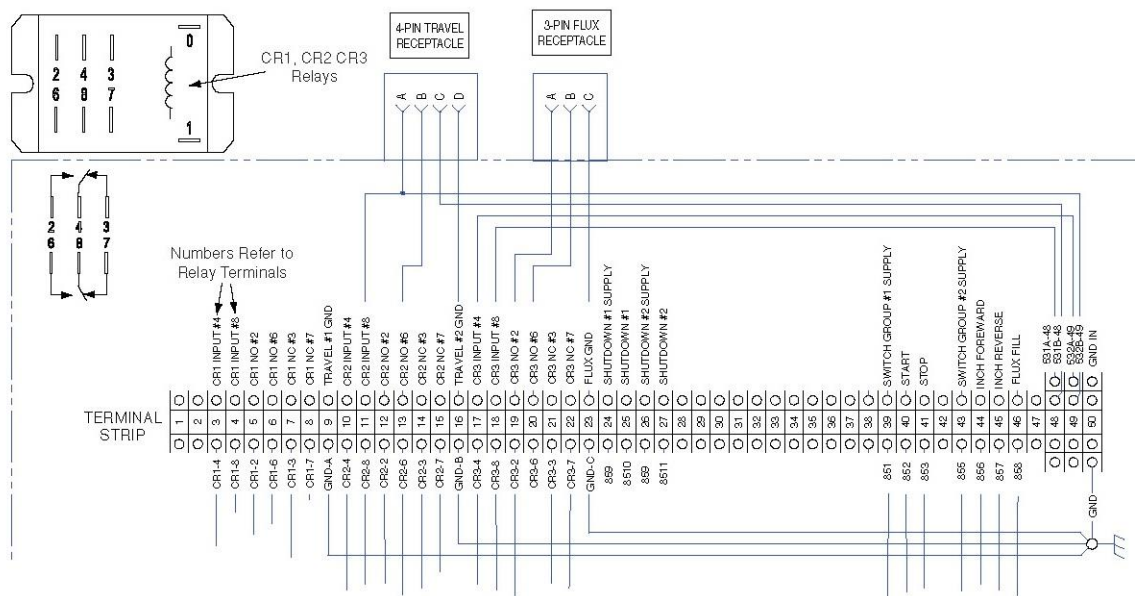 4-PIN TRAVEL
RECEPTACLE
3-PIN FLUX
RECEPTACLE
0
2 4 3
6 8 7
1
CR1, CR2 CR3
Relays
A
B
C
D
A
B
C
2 4 3
6 8 7
Numbers Refer to
Relay Terminals
CR1 INPUT #4
CR1 INPUT #8
CR1 NO #2
CR1 NO #6
CR1 NC #3
CR1 NC #7
TRAVEL #1 GND
CR2 INPUT #4
CR2 INPUT #8
CR2 NO #2
CR2 NO #6
CR2 NC #3
CR2 NC #7
TRAVEL #2 GND
CR3 INPUT #4
CR3 INPUT #8
CR3 NO #2
CR3 NO #6
CR3 NC #3
CR3 NC #7
FLUX GND
SHUTDOWN #1 SUPPLY
SHUTDOWN #1
SHUTDOWN #2 SUPPLY
SHUTDOWN #2
SWITCH GROUP #1 SUPPLY
START
STOP
SWITCH GROUP #2 SUPPLY
INCH FOREWARD
INCH REVERSE
FLUX FILL
531A-48
531B-48
532A-49
532B-49
GND IN
TERMINAL
STRIP
1 2 3 4 5 6 7 8 9 10 11 12 13 14 15 16 17 18 19 20 21 22 23 24 25 26 27 28 29 30 31 32 33 34 35 36 37 38 39 40 41 42 43 44 45 46 47 48 49 50
CR1-4
CR1-8
CR1-2
CR1-6
CR1-3
CR1-7
GND-A
CR2-4
CR2-8
CR2-2
CR2-6
CR2-3
CR2-7
GND-B
CR3-4
CR3-8
CR3-2
CR3-6
CR3-3
CR3-7
GND-C
859
8510
859
8511
851
852
853
855
856
857
858
GND